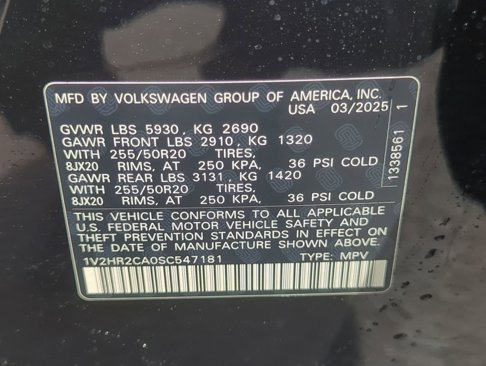 MFD BY VOLKSWAGEN GROUP OF AMERICA, INC.
USA 03/2025
GVWR LBS 5930, KG 2690
GAWR FRONT LBS 2910, KG 1320
WITH 255/50R20 TIRES,
8JX20 RIMS, AT 250 KPA, 36 PSI COLD
GAWR REAR LBS 3131, KG 1420
WITH 255/50R20 TIRES,
8JX20 RIMS, AT 250 KPA, 36 PSI COLD
THIS VEHICLE CONFORMS TO ALL APPLICABLE
U.S. FEDERAL MOTOR VEHICLE SAFETY AND
THEFT PREVENTION STANDARDS IN EFFECT ON
THE DATE OF MANUFACTURE SHOWN ABOVE.
1V2HR2CA0SC547181 TYPE: MPV
1338561 1